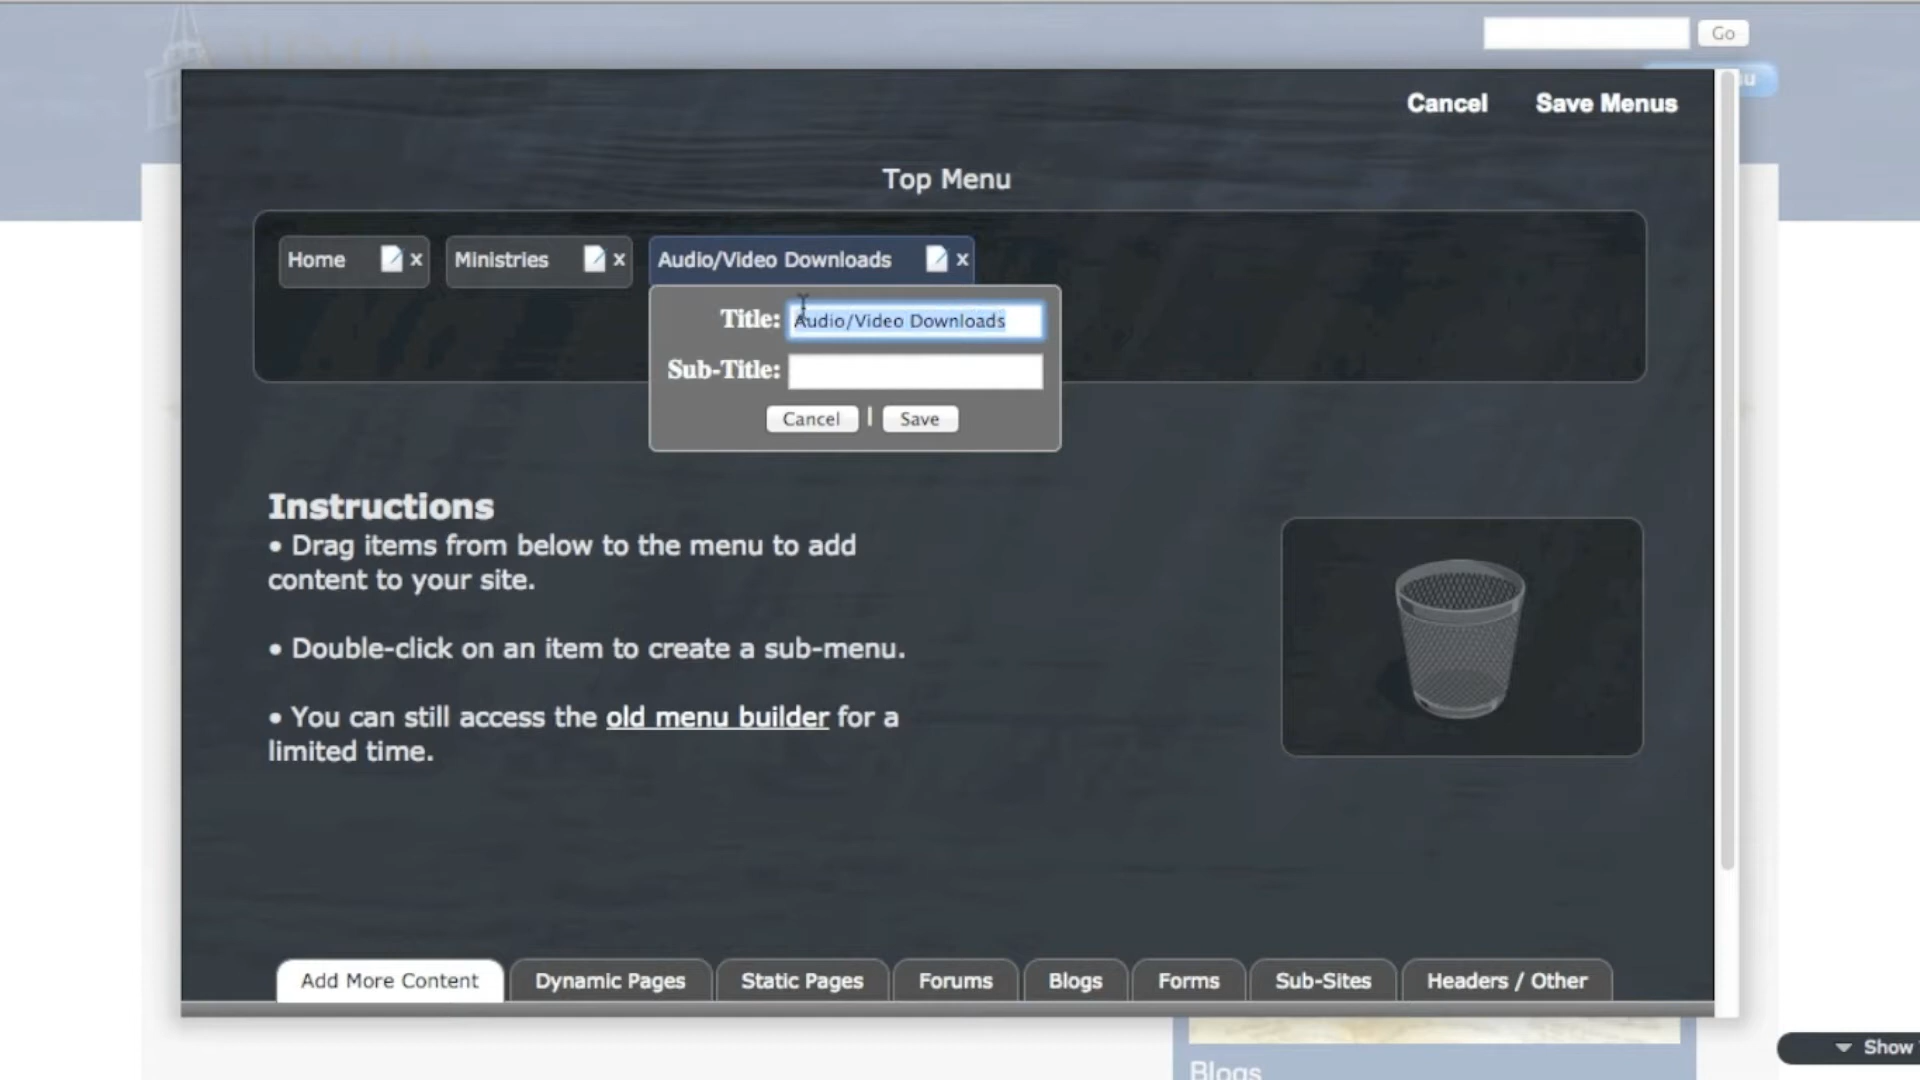 Go
Cancel Save Menus
Top Menu
Home x Ministries x Audio/Video Downloads x
Title: Audio/Video Downloads
Sub-Title:
Cancel | Save
Instructions
• Drag items from below to the menu to add
content to your site.
• Double-click on an item to create a sub-menu.
• You can still access the old menu builder for a
limited time.
Add More Content Dynamic Pages Static Pages Forums Blogs Forms Sub-Sites Headers / Other
Show
Blogs